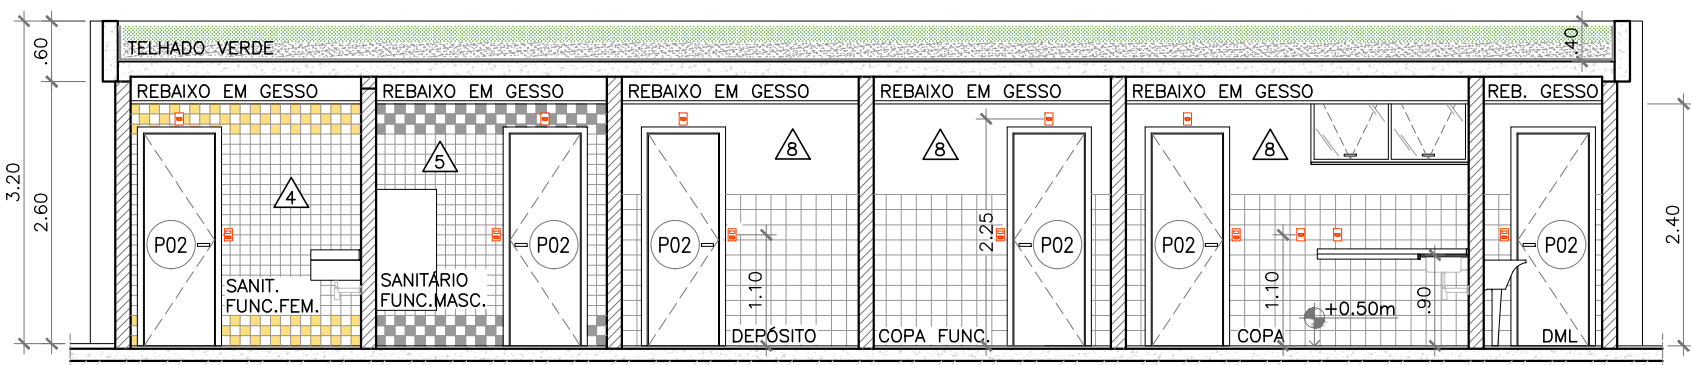 .60
.40
TELHADO VERDE
REBAIXO EM GESSO
REBAIXO EM GESSO
REBAIXO EM GESSO
REBAIXO EM GESSO
REBAIXO EM GESSO
REB. GESSO
3.20
2.60
2.40
4
5
8
8
8
P02
P02
P02
P02
P02
P02
2.25
1.10
1.10
.90
+0.50m
SANIT.
FUNC.FEM.
SANITÁRIO
FUNC.MASC.
DEPÓSITO
COPA FUNC.
COPA
DML